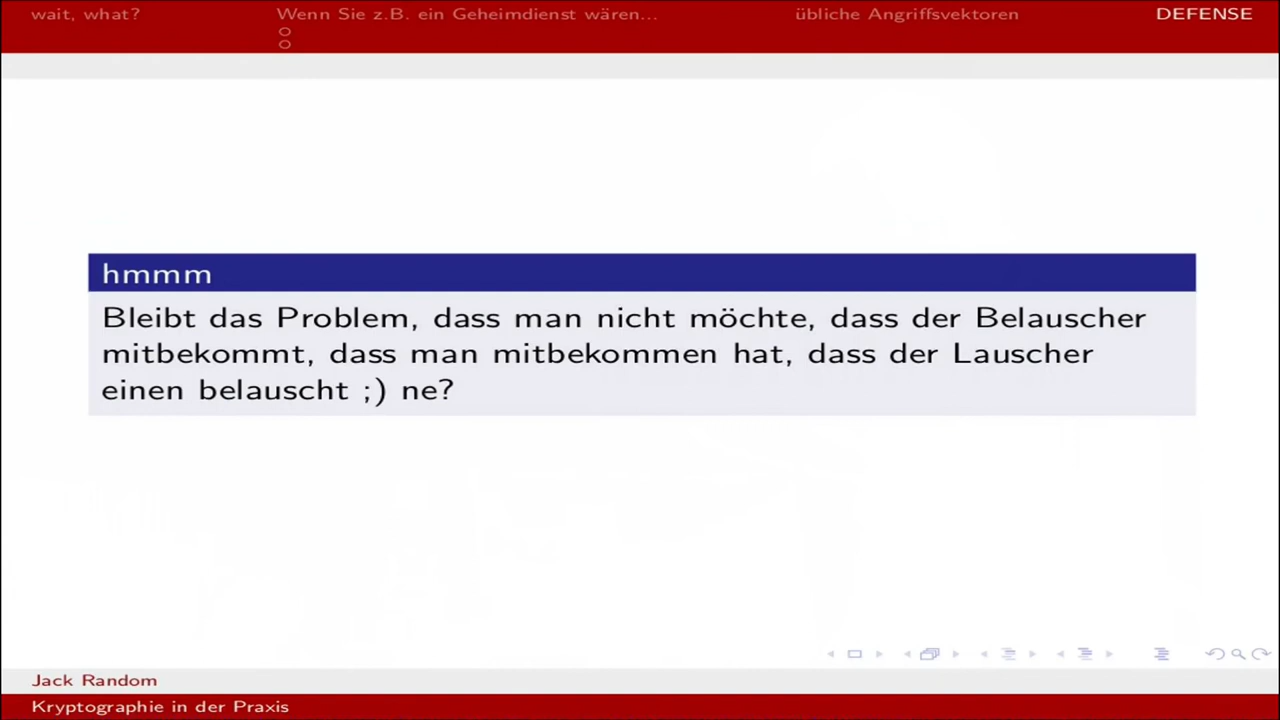 wait, what?
Wenn Sie z.B. ein Geheimdienst wären...
übliche Angriffsvektoren
DEFENSE
hmmm
Bleibt das Problem, dass man nicht möchte, dass der Belauscher
mitbekommt, dass man mitbekommen hat, dass der Lauscher
einen belauscht ;) ne?
Jack Random
Kryptographie in der Praxis